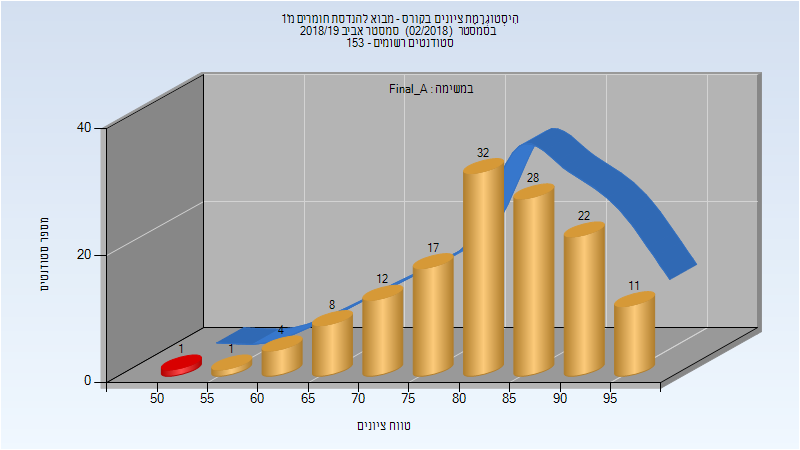 היסטוגרמת ציונים בקורס - מבוא להנדסת חומרים מ'1
בסמסטר (02/2018) סמסטר אביב 2018/19
סטודנטים רשומים - 153
במשימה : Final_A
מספר סטודנטים
40
20
0
1
1
4
8
12
17
32
28
22
11
50 55 60 65 70 75 80 85 90 95
טווח ציונים